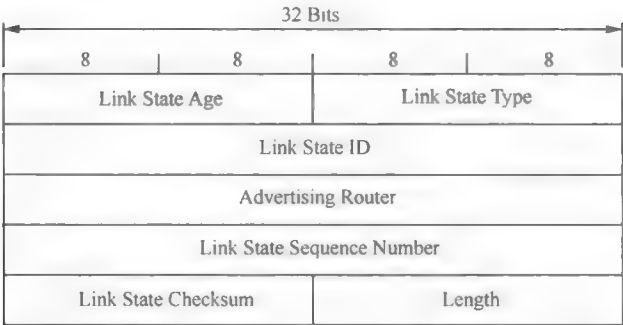 32 Bits
8 8 8 8
Link State Age Link State Type
Link State ID
Advertising Router
Link State Sequence Number
Link State Checksum Length